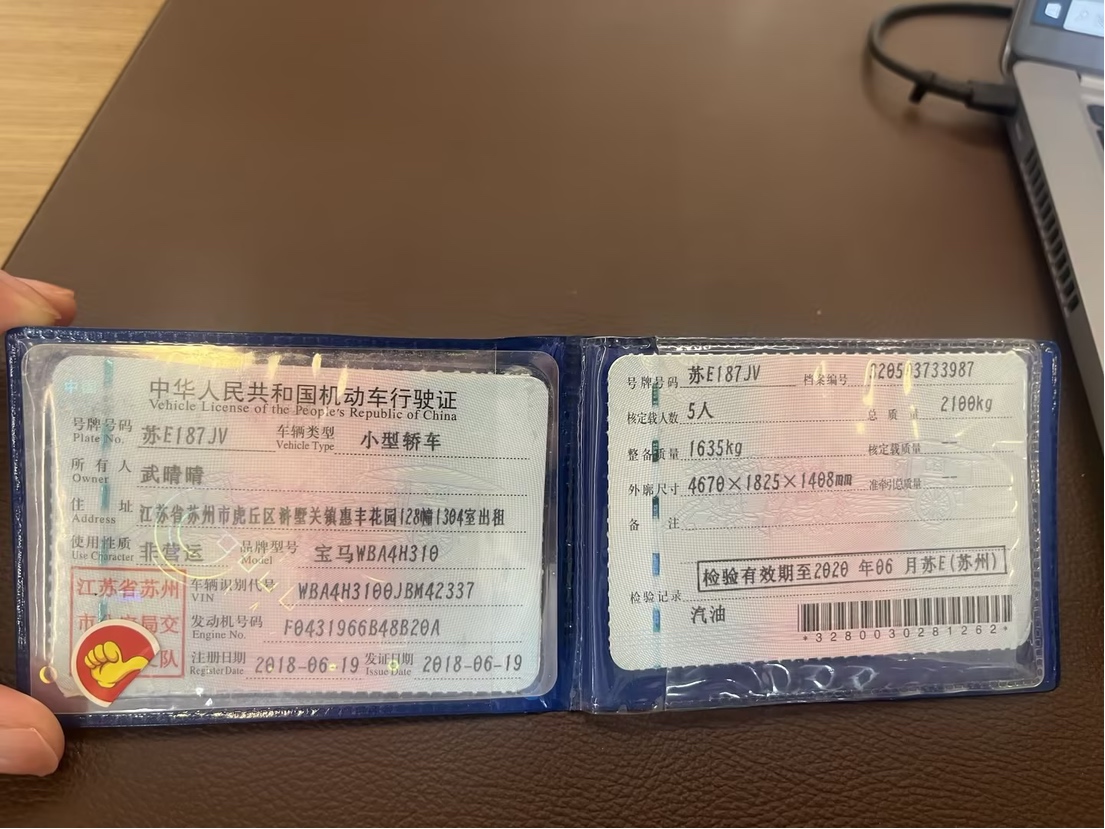 中国
中华人民共和国机动车行驶证
Vehicle License of the People's Republic of China
号牌号码 Plate No. 苏E187JV 车辆类型 Vehicle Type 小型轿车
所有人 Owner 武晴晴
住址 Address 江苏省苏州市虎丘区浒墅关镇惠丰花园128幢1304室出租
使用性质 Use Character 非营运 品牌型号 Model 宝马WBA4H310
车辆识别代号 VIN WBA4H3100JBM42337
发动机号码 Engine No. F0431966B48B20A
注册日期 Register Date 2018-06-19 发证日期 Issue Date 2018-06-19
江苏省苏州
市 局交
队
号牌号码 苏E187JV 档案编号 3733987
核定载人数 5人 总质量 2100kg
整备质量 1635kg 核定载质量 —
外廓尺寸 4670×1825×1408mm 准牵引总质量 —
备注
检验有效期至2020年06月苏E(苏州)
检验记录
汽油
*3280030281262*